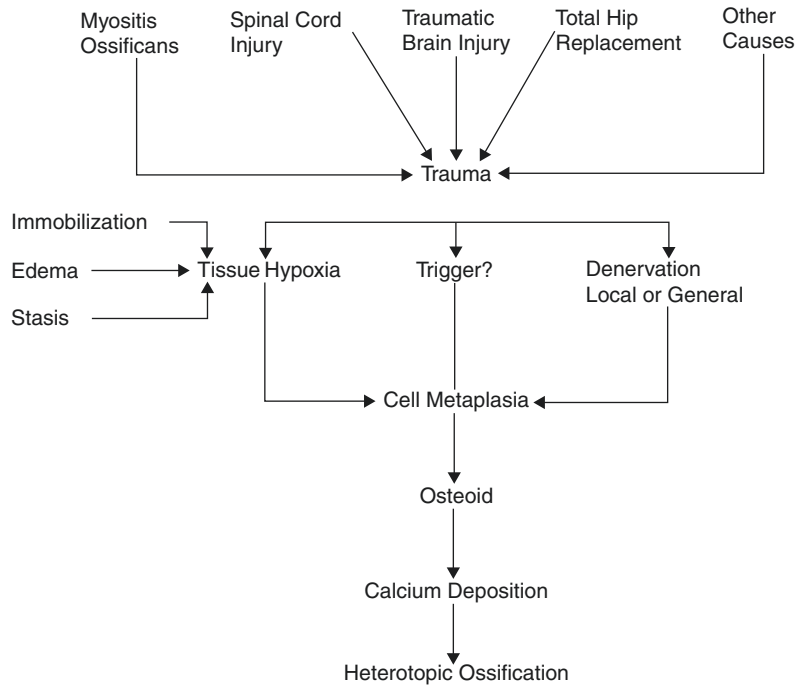 Myositis
Ossificans
Spinal Cord
Injury
Traumatic
Brain Injury
Total Hip
Replacement
Other
Causes
Trauma
Immobilization
Edema
Stasis
Tissue Hypoxia
Trigger?
Denervation
Local or General
Cell Metaplasia
Osteoid
Calcium Deposition
Heterotopic Ossification